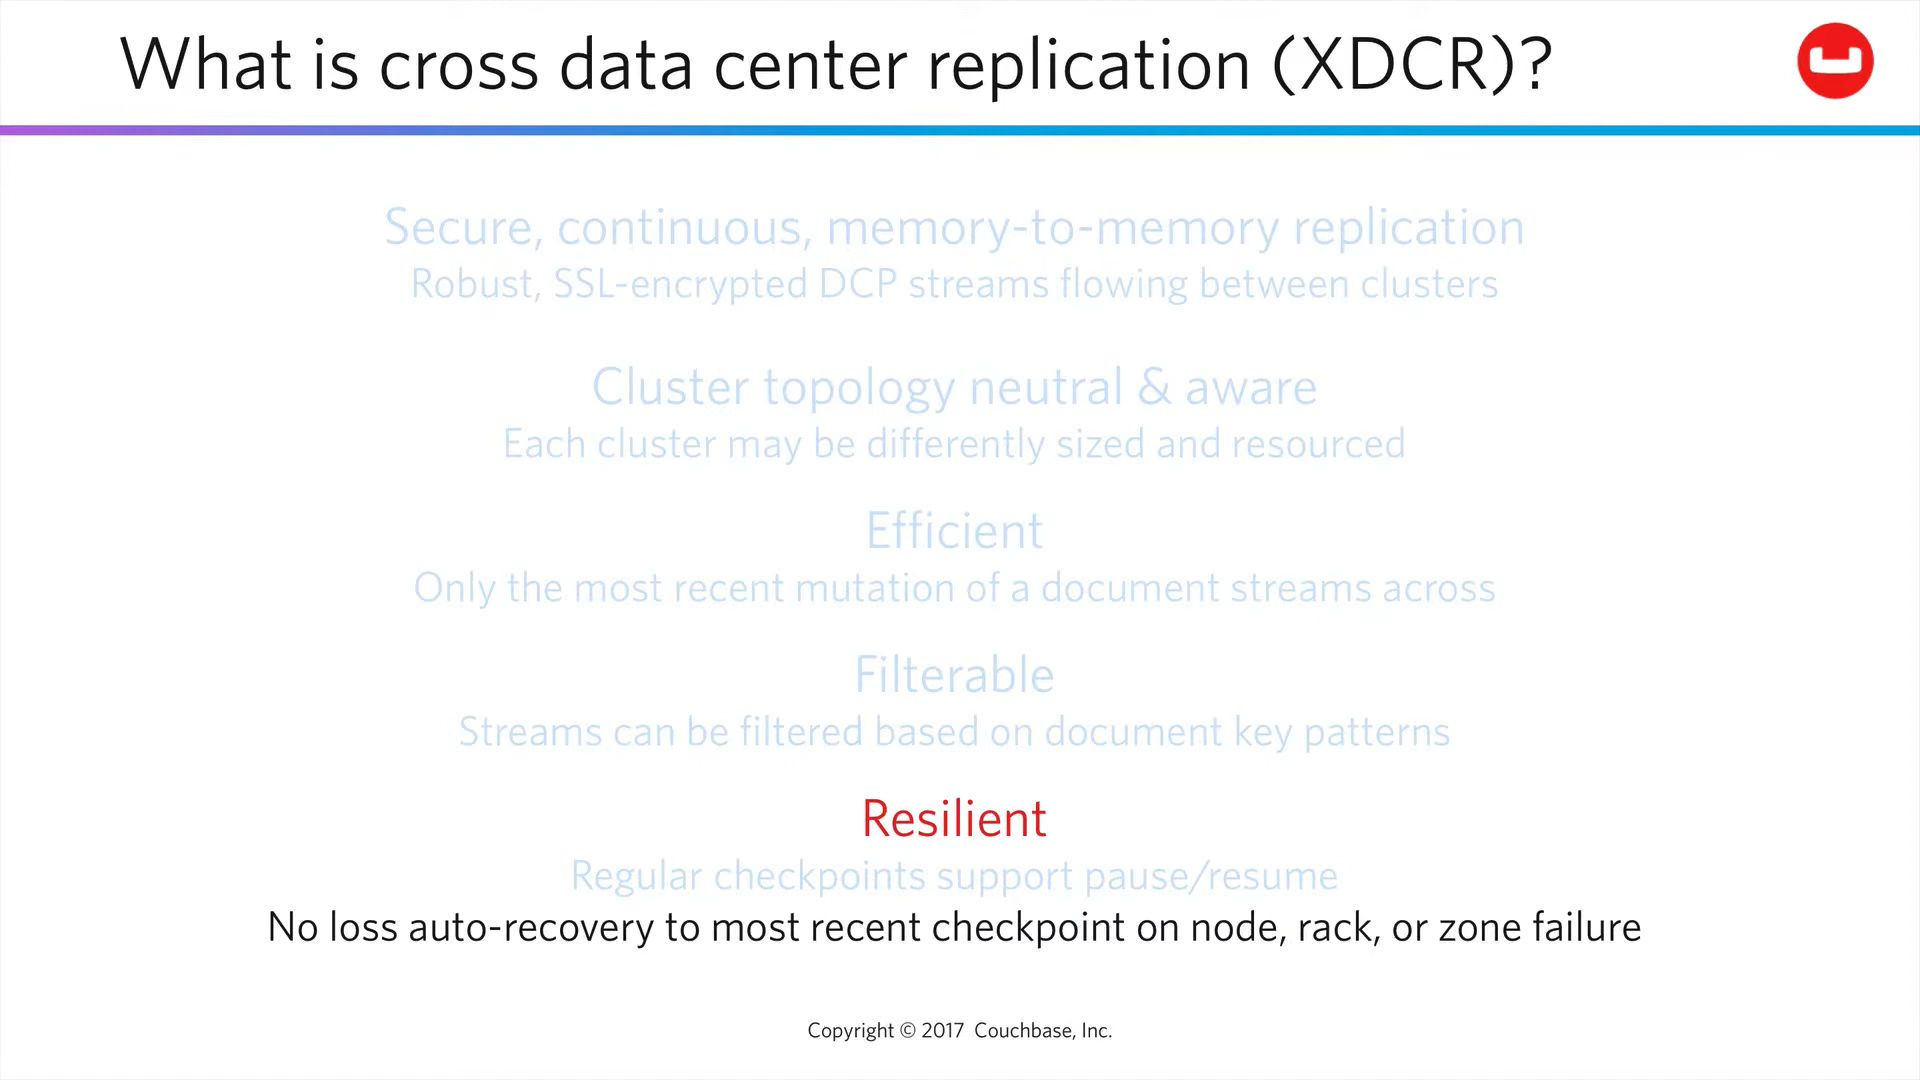 What is cross data center replication (XDCR)?
Secure, continuous, memory-to-memory replication
Robust, SSL-encrypted DCP streams flowing between clusters
Cluster topology neutral & aware
Each cluster may be differently sized and resourced
Efficient
Only the most recent mutation of a document streams across
Filterable
Streams can be filtered based on document key patterns
Resilient
Regular checkpoints support pause/resume
No loss auto-recovery to most recent checkpoint on node, rack, or zone failure
Copyright © 2017 Couchbase, Inc.